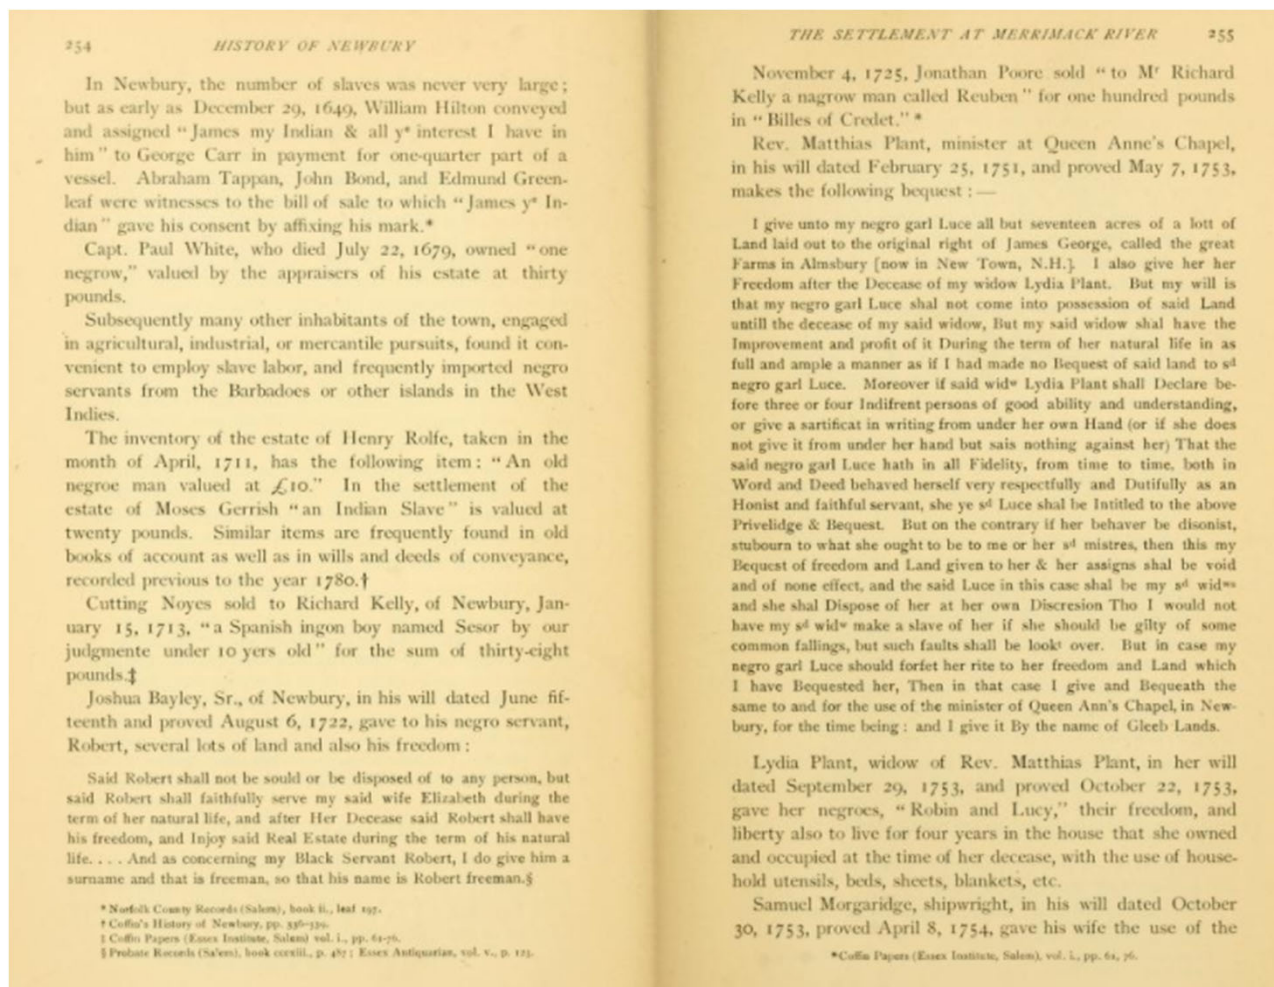 254
HISTORY OF NEWBURY
In Newbury, the number of slaves was never very large;
but as early as December 29, 1649, William Hilton conveyed
and assigned “James my Indian & all yᵉ interest I have in
him” to George Carr in payment for one-quarter part of a
vessel. Abraham Tappan, John Bond, and Edmund Green-
leaf were witnesses to the bill of sale to which “James yᵉ In-
dian” gave his consent by affixing his mark.*
Capt. Paul White, who died July 22, 1679, owned “one
negrow,” valued by the appraisers of his estate at thirty
pounds.
Subsequently many other inhabitants of the town, engaged
in agricultural, industrial, or mercantile pursuits, found it con-
venient to employ slave labor, and frequently imported negro
servants from the Barbadoes or other islands in the West
Indies.
The inventory of the estate of Henry Rolfe, taken in the
month of April, 1711, has the following item: “An old
negroe man valued at £10.” In the settlement of the
estate of Moses Gerrish “an Indian Slave” is valued at
twenty pounds. Similar items are frequently found in old
books of account as well as in wills and deeds of conveyance,
recorded previous to the year 1780.†
Cutting Noyes sold to Richard Kelly, of Newbury, Jan-
uary 15, 1713, “a Spanish ingon boy named Sesor by our
judgmente under 10 yers old” for the sum of thirty-eight
pounds.‡
Joshua Bayley, Sr., of Newbury, in his will dated June fif-
teenth and proved August 6, 1722, gave to his negro servant,
Robert, several lots of land and also his freedom:
Said Robert shall not be sould or be disposed of to any person, but
said Robert shall faithfully serve my said wife Elizabeth during the
term of her natural life, and after Her Decease said Robert shall have
his freedom, and Injoy said Real Estate during the term of his natural
life. . . . And as concerning my Black Servant Robert, I do give him a
surname and that is freeman, so that his name is Robert freeman.§
* Norfolk County Records (Salem), book ii., leaf 197.
† Coffin's History of Newbury, pp. 336-339.
‡ Coffin Papers (Essex Institute, Salem) vol. i., pp. 61-76.
§ Probate Records (Salem), book cccxiii., p. 487; Essex Antiquarian, vol. v., p. 123.
THE SETTLEMENT AT MERRIMACK RIVER
255
November 4, 1725, Jonathan Poore sold “to Mʳ Richard
Kelly a nagrow man called Reuben” for one hundred pounds
in “Billes of Credet.”*
Rev. Matthias Plant, minister at Queen Anne's Chapel,
in his will dated February 25, 1751, and proved May 7, 1753,
makes the following bequest:—
I give unto my negro garl Luce all but seventeen acres of a lott of
Land laid out to the original right of James George, called the great
Farms in Almsbury [now in New Town, N.H.]. I also give her her
Freedom after the Decease of my widow Lydia Plant. But my will is
that my negro garl Luce shal not come into possession of said Land
untill the decease of my said widow, But my said widow shal have the
Improvement and profit of it During the term of her natural life in as
full and ample a manner as if I had made no Bequest of said land to sᵈ
negro garl Luce. Moreover if said widʷ Lydia Plant shall Declare be-
fore three or four Indifrent persons of good ability and understanding,
or give a sartificat in writing from under her own Hand (or if she does
not give it from under her hand but sais nothing against her) That the
said negro garl Luce hath in all Fidelity, from time to time, both in
Word and Deed behaved herself very respectfully and Dutifully as an
Honist and faithful servant, she ye sᵈ Luce shal be Intitled to the above
Privelidge & Bequest. But on the contrary if her behaver be disonist,
stubourn to what she ought to be to me or her sᵈ mistres, then this my
Bequest of freedom and Land given to her & her assigns shal be void
and of none effect, and the said Luce in this case shal be my sᵈ widʷˢ
and she shal Dispose of her at her own Discresion Tho I would not
have my sᵈ widʷ make a slave of her if she should be gilty of some
common fallings, but such faults shall be lookᵗ over. But in case my
negro garl Luce should forfet her rite to her freedom and Land which
I have Bequested her, Then in that case I give and Bequeath the
same to and for the use of the minister of Queen Ann's Chapel, in New-
bury, for the time being: and I give it By the name of Gleeb Lands.
Lydia Plant, widow of Rev. Matthias Plant, in her will
dated September 29, 1753, and proved October 22, 1753,
gave her negroes, “Robin and Lucy,” their freedom, and
liberty also to live for four years in the house that she owned
and occupied at the time of her decease, with the use of house-
hold utensils, beds, sheets, blankets, etc.
Samuel Morgaridge, shipwright, in his will dated October
30, 1753, proved April 8, 1754, gave his wife the use of the
*Coffin Papers (Essex Institute, Salem), vol. i., pp. 61, 76.